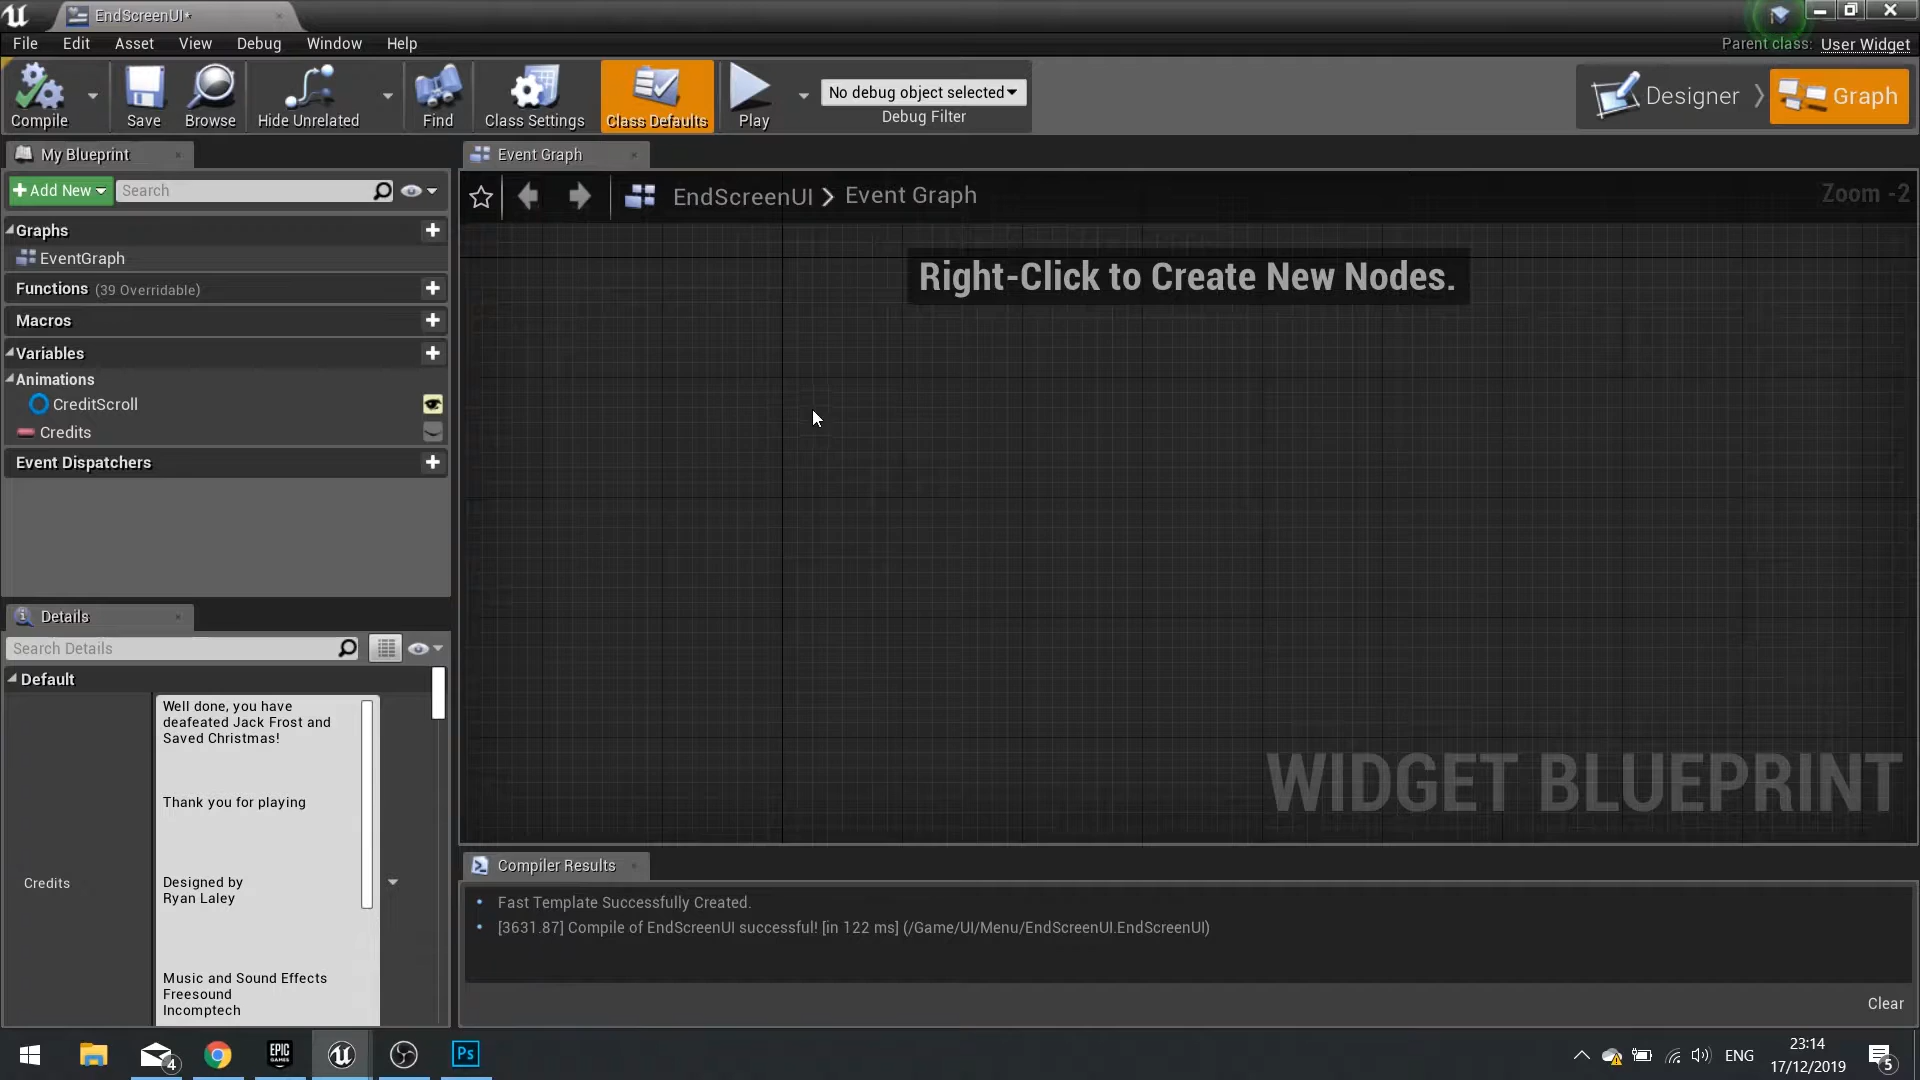 EndScreenUI*
File Edit Asset View Debug Window Help
Parent class: User Widget
Compile
Save
Browse
Hide Unrelated
Find
Class Settings
Class Defaults
Play
No debug object selected
Debug Filter
Designer
Graph
My Blueprint
Event Graph
Add New
Search
EndScreenUI
Event Graph
Zoom -2
Graphs
EventGraph
Functions (39 Overridable)
Macros
Variables
Animations
CreditScroll
Credits
Event Dispatchers
Right-Click to Create New Nodes.
WIDGET BLUEPRINT
Details
Search Details
Default
Credits
Well done, you have
deafeated Jack Frost and
Saved Christmas!
Thank you for playing
Designed by
Ryan Laley
Music and Sound Effects
Freesound
Incomptech
Compiler Results
Fast Template Successfully Created.
[3631.87] Compile of EndScreenUI successful! [in 122 ms] (/Game/UI/Menu/EndScreenUI.EndScreenUI)
Clear
4
EPIC
GAMES
Ps
ENG
23:14
17/12/2019
5